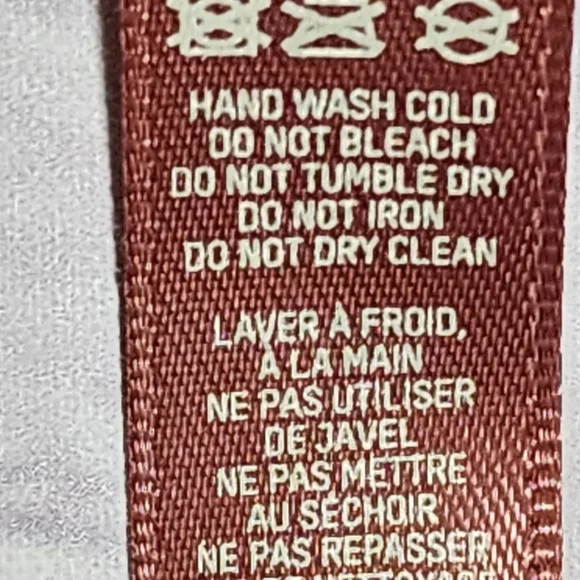 HAND WASH COLD
DO NOT BLEACH
DO NOT TUMBLE DRY
DO NOT IRON
DO NOT DRY CLEAN
LAVER À FROID,
À LA MAIN
NE PAS UTILISER
DE JAVEL
NE PAS METTRE
AU SÉCHOIR
NE PAS REPASSER,